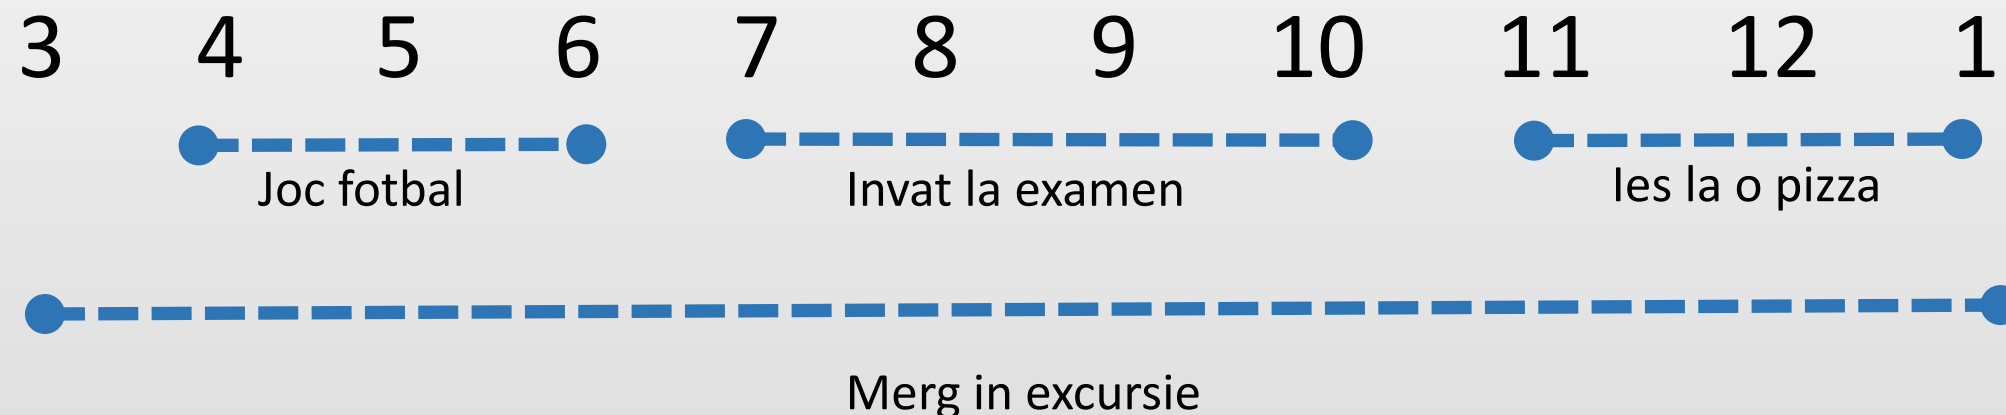 3 4 5 6 7 8 9 10 11 12 1
Joc fotbal Invat la examen Ies la o pizza
Merg in excursie